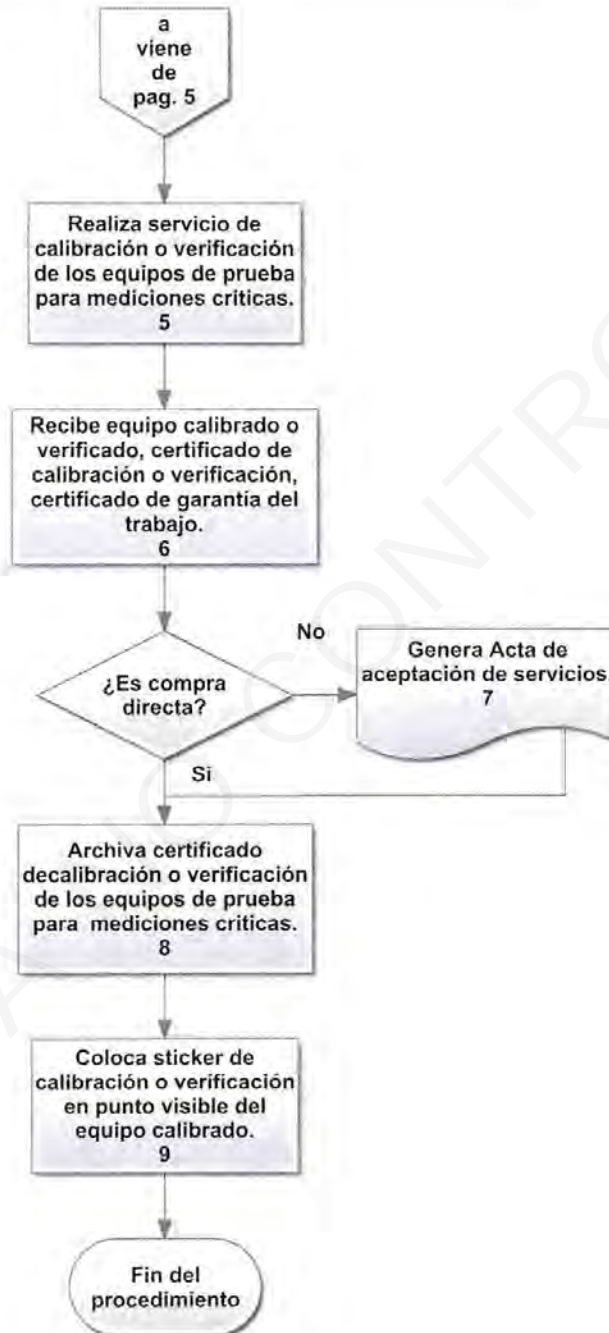 a
viene
de
pag. 5
Realiza servicio de
calibración o verificación
de los equipos de prueba
para mediciones criticas.
5
Recibe equipo calibrado o
verificado, certificado de
calibración o verificación,
certificado de garantía del
trabajo.
6
¿Es compra
directa?
No
Genera Acta de
aceptación de servicios.
7
Si
Archiva certificado
decalibración o verificación
de los equipos de prueba
para mediciones criticas.
8
Coloca sticker de
calibración o verificación
en punto visible del
equipo calibrado.
9
Fin del
procedimiento